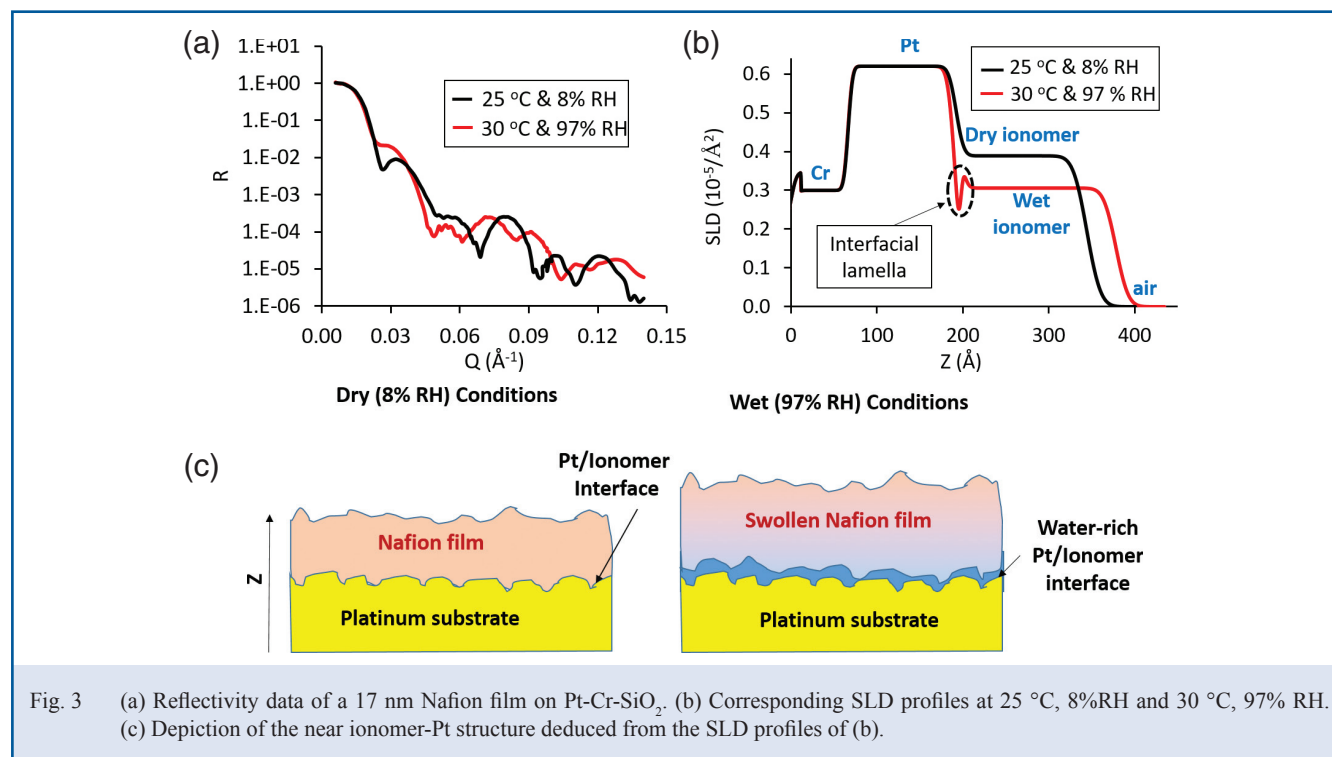 (a)
R
1.E+01
1.E+00
1.E-01
1.E-02
1.E-03
1.E-04
1.E-05
1.E-06
25 °C & 8% RH
30 °C & 97% RH
0.00 0.03 0.06 0.09 0.12 0.15
Q (Å-1)
(b)
SLD (10-5/Å2)
0.6
0.4
0.3
0.1
0.0
Pt
25 °C & 8% RH
30 °C & 97 % RH
Dry ionomer
Cr
Wet
ionomer
Interfacial
lamella
air
0 100 200 300 400
Z (Å)
Dry (8% RH) Conditions
Wet (97% RH) Conditions
(c)
Z
Pt/Ionomer
Interface
Nafion film
Platinum substrate
Swollen Nafion film
Platinum substrate
Water-rich
Pt/Ionomer
interface
Fig. 3 (a) Reflectivity data of a 17 nm Nafion film on Pt-Cr-SiO2. (b) Corresponding SLD profiles at 25 °C, 8%RH and 30 °C, 97% RH.
(c) Depiction of the near ionomer-Pt structure deduced from the SLD profiles of (b).